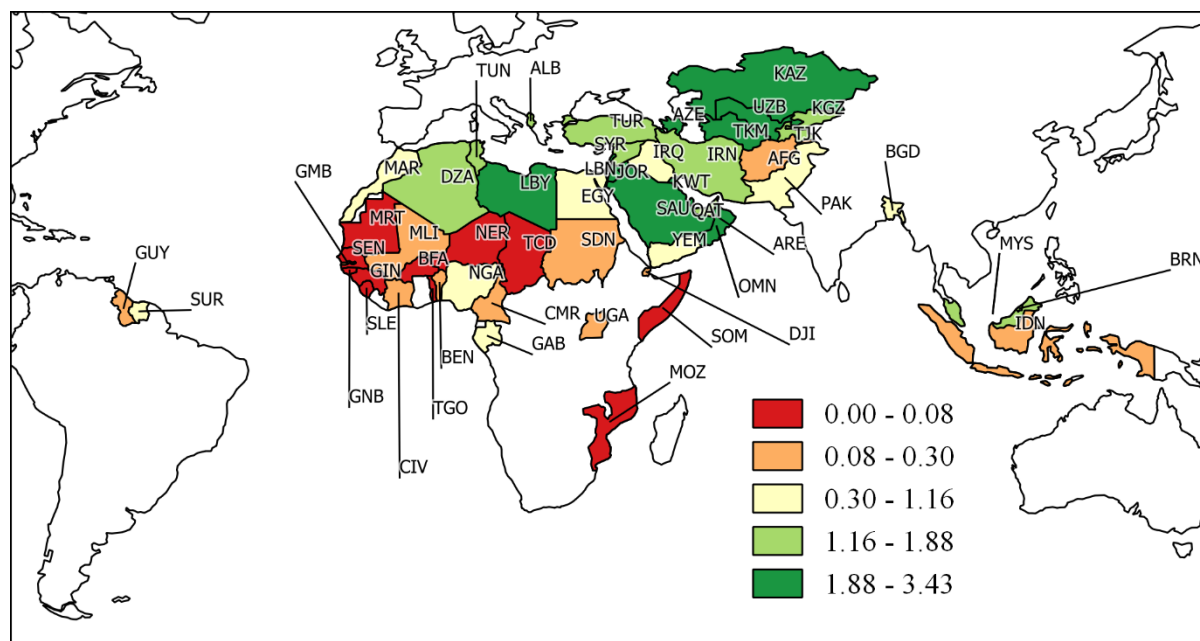 TUN
ALB
KAZ
AZE
UZB
KGZ
TUR
TKM
TJK
SYR
MAR
IRQ
IRN
AFG
BGD
GMB
DZA
LBY
LBN
JOR
EGY
KWT
PAK
SAU
QAT
MRT
MLI
NER
TCD
SDN
YEM
ARE
MYS
SEN
GUY
BFA
GIN
NGA
OMN
BRN
SUR
SLE
CMR
UGA
SOM
DJI
IDN
GAB
BEN
MOZ
GNB
TGO
CIV
0.00 - 0.08
0.08 - 0.30
0.30 - 1.16
1.16 - 1.88
1.88 - 3.43